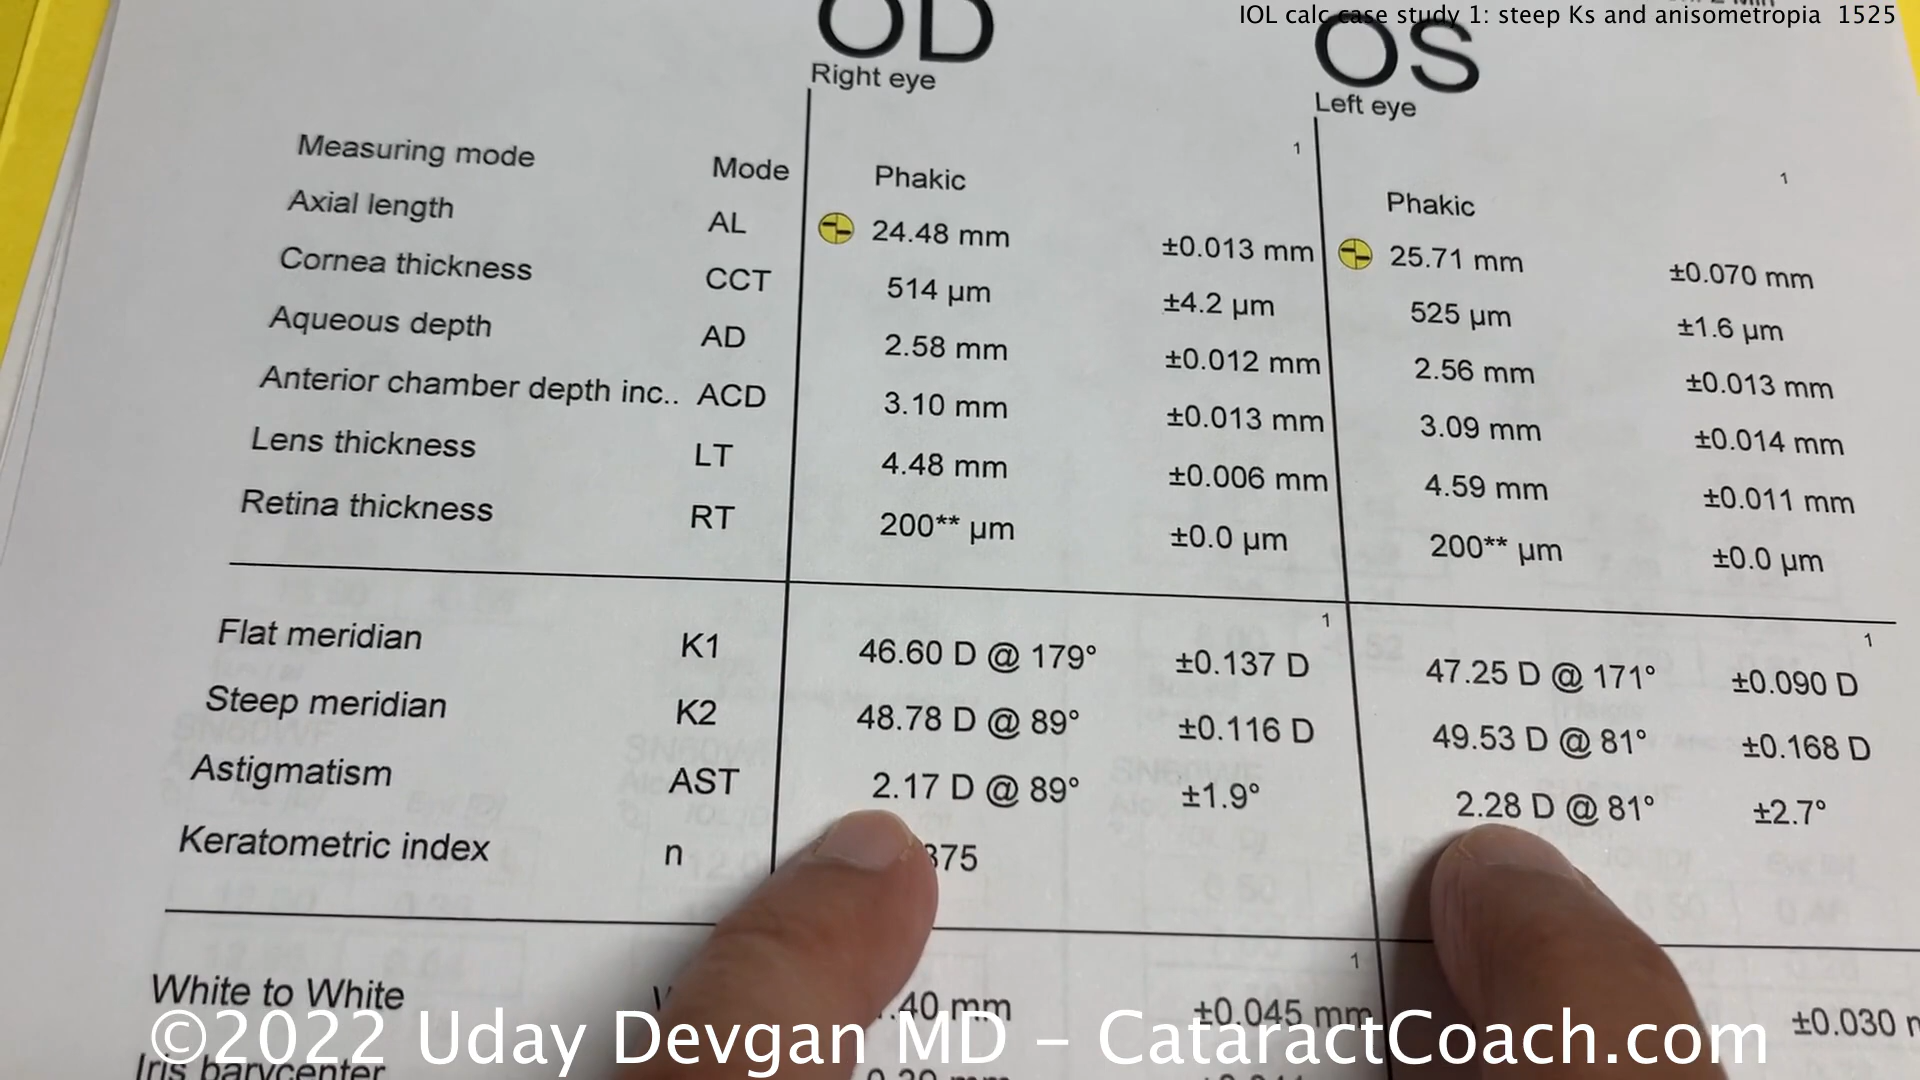 IOL calc case study 1: steep Ks and anisometropia 1525
OD OS
Right eye Left eye
1 1
Measuring mode Mode Phakic Phakic
Axial length AL 24.48 mm ±0.013 mm 25.71 mm ±0.070 mm
Cornea thickness CCT 514 µm ±4.2 µm 525 µm ±1.6 µm
Aqueous depth AD 2.58 mm ±0.012 mm 2.56 mm ±0.013 mm
Anterior chamber depth inc.. ACD 3.10 mm ±0.013 mm 3.09 mm ±0.014 mm
Lens thickness LT 4.48 mm ±0.006 mm 4.59 mm ±0.011 mm
Retina thickness RT 200** µm ±0.0 µm 200** µm ±0.0 µm
1 1
Flat meridian K1 46.60 D @ 179° ±0.137 D 47.25 D @ 171° ±0.090 D
Steep meridian K2 48.78 D @ 89° ±0.116 D 49.53 D @ 81° ±0.168 D
Astigmatism AST 2.17 D @ 89° ±1.9° 2.28 D @ 81° ±2.7°
Keratometric index n 375
1
White to White .40 mm ±0.045 mm ±0.030
©2022 Uday Devgan MD - CataractCoach.com
Iris barycenter